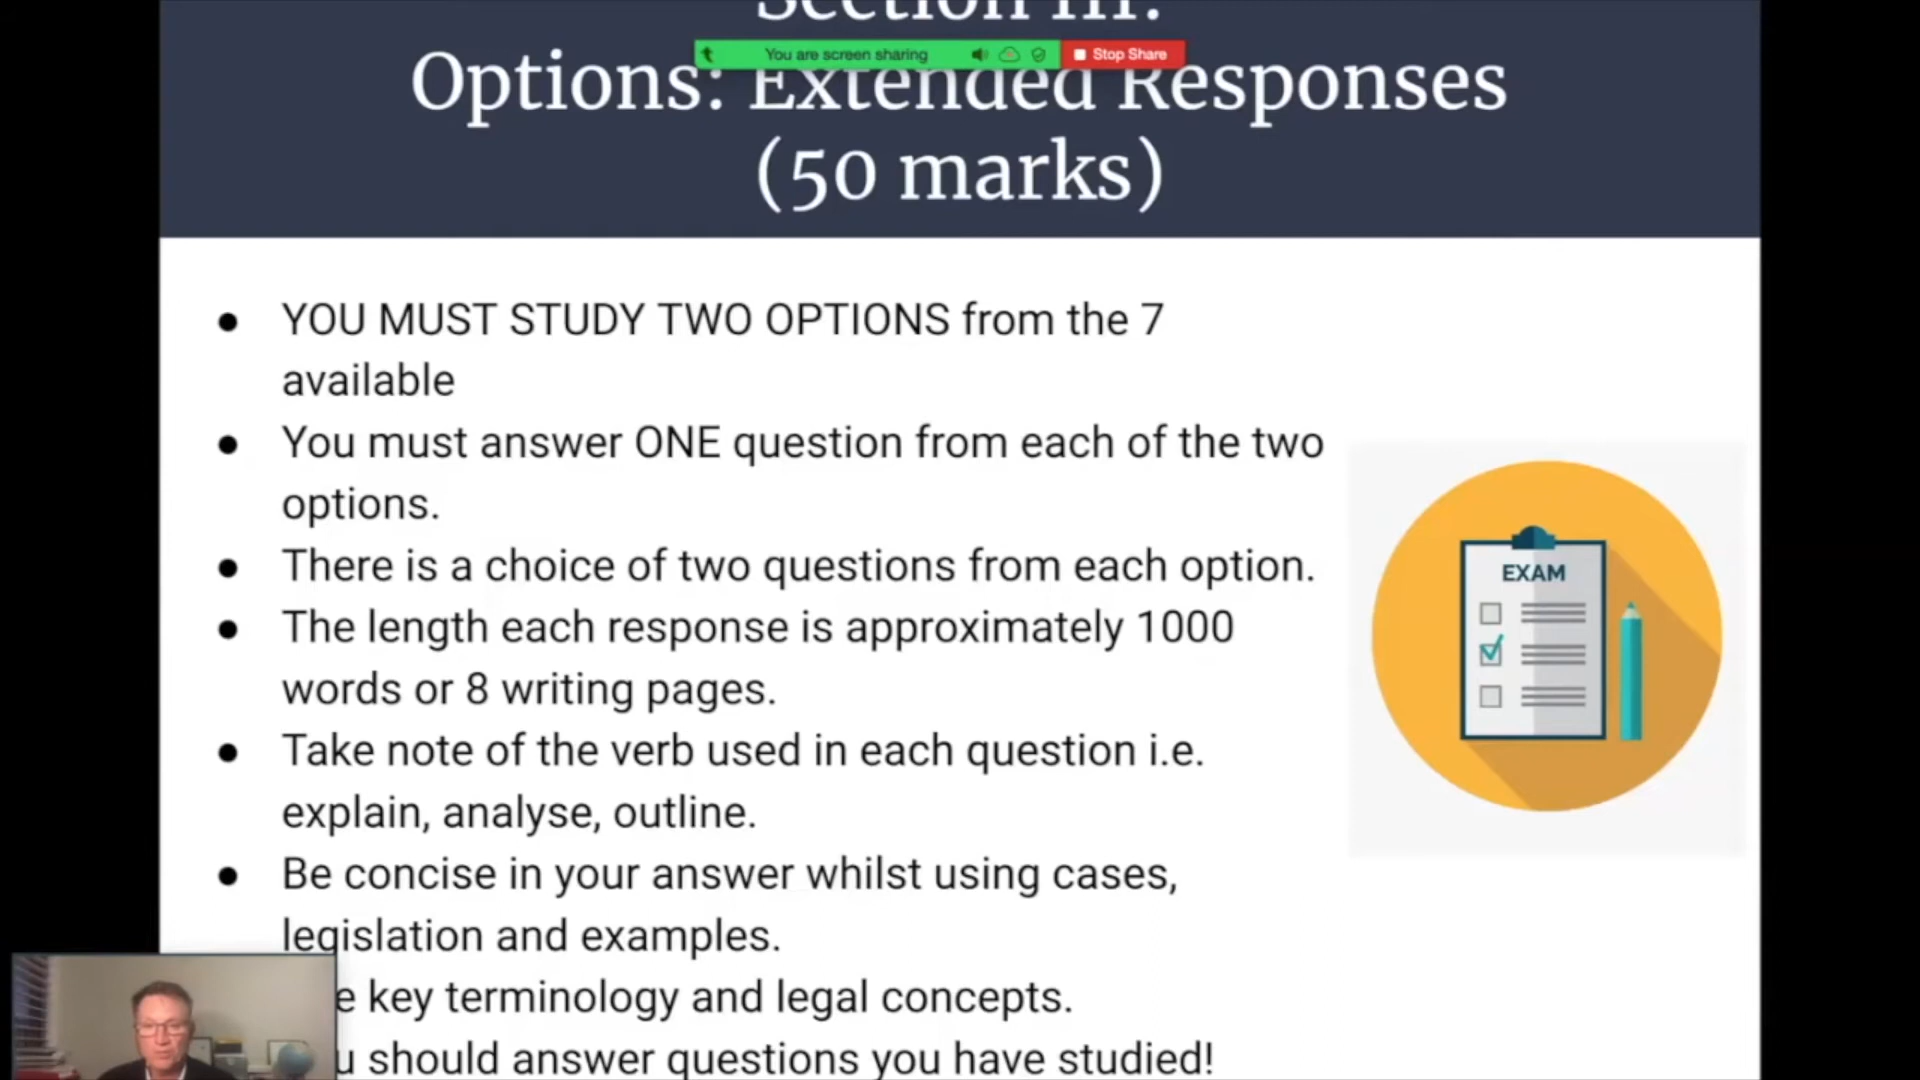 Section III:
You are screen sharing
Stop Share
Options: Extended Responses
(50 marks)
● YOU MUST STUDY TWO OPTIONS from the 7
available
● You must answer ONE question from each of the two
options.
● There is a choice of two questions from each option.
● The length each response is approximately 1000
words or 8 writing pages.
● Take note of the verb used in each question i.e.
explain, analyse, outline.
● Be concise in your answer whilst using cases,
legislation and examples.
key terminology and legal concepts.
should answer questions you have studied!
EXAM